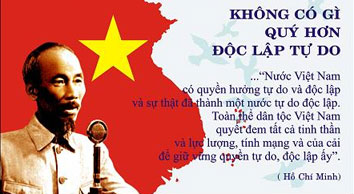 KHÔNG CÓ GÌ
QUÝ HƠN
ĐỘC LẬP TỰ DO
..."Nước Việt Nam
có quyền hưởng tự do và độc lập
và sự thật đã thành một nước tự do độc lập.
Toàn thể dân tộc Việt Nam
quyết đem tất cả tinh thần
và lực lượng, tính mạng và của cải
để giữ vững quyền tự do, độc lập ấy".
( Hồ Chí Minh)